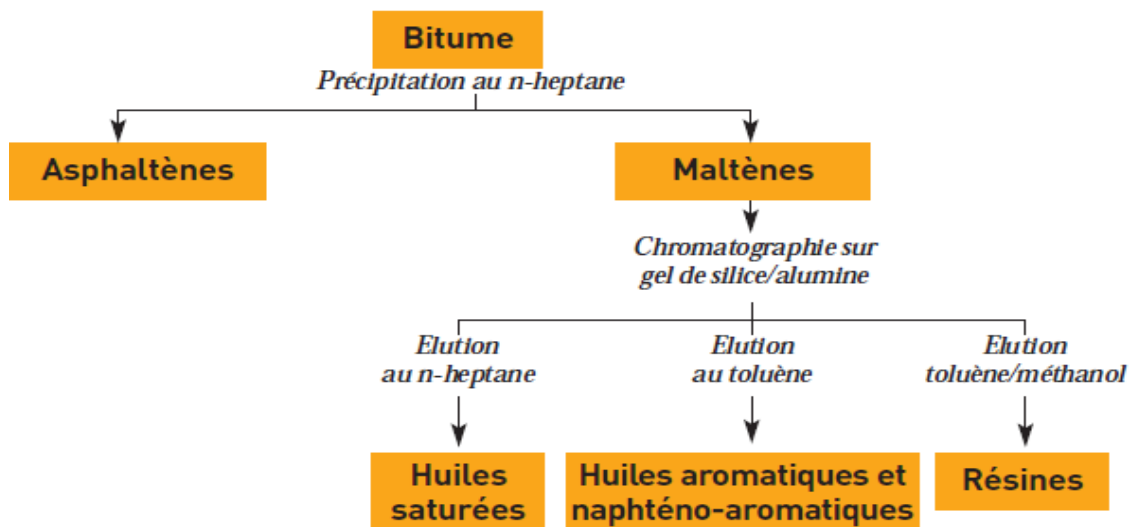 Bitume
Précipitation au n-heptane
Asphaltènes
Maltènes
Chromatographie sur
gel de silice/alumine
Elution
au n-heptane
Elution
au toluène
Elution
toluène/méthanol
Huiles
saturées
Huiles aromatiques et
naphténo-aromatiques
Résines